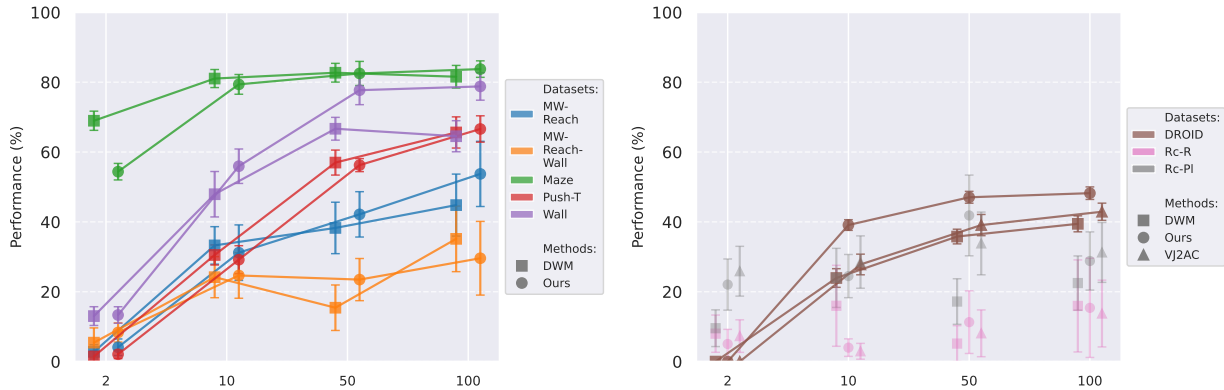 100
80
60
40
20
0
Performance (%)
2
10
50
100
Datasets:
MW-
Reach
MW-
Reach-
Wall
Maze
Push-T
Wall
Methods:
DWM
Ours
100
80
60
40
20
0
Performance (%)
2
10
50
100
Datasets:
DROID
Rc-R
Rc-Pl
Methods:
DWM
Ours
VJ2AC